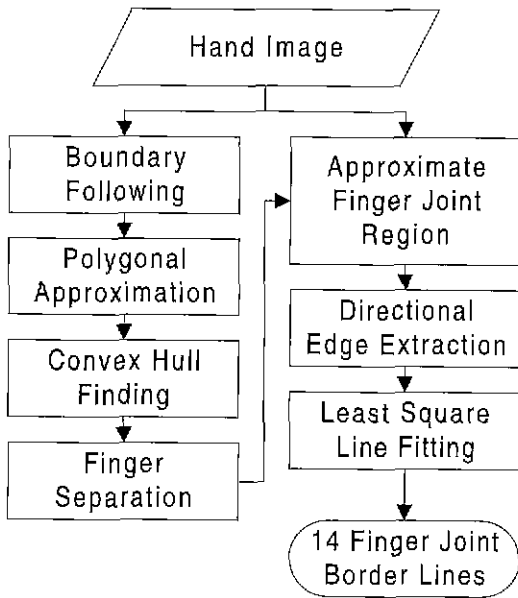 Hand Image
Boundary
Following
Polygonal
Approximation
Convex Hull
Finding
Finger
Separation
Approximate
Finger Joint
Region
Directional
Edge Extraction
Least Square
Line Fitting
14 Finger Joint
Border Lines